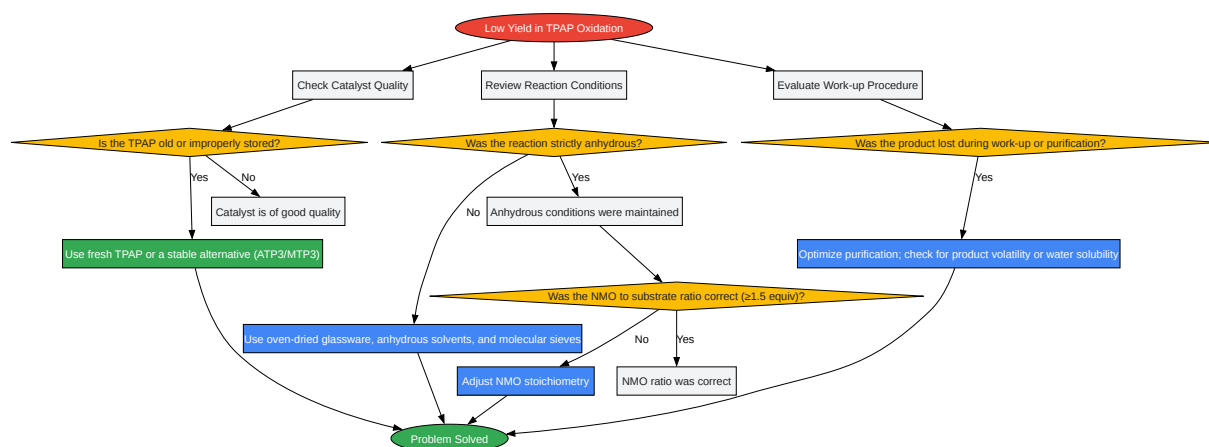 Low Yield in TPAP Oxidation
Check Catalyst Quality
Review Reaction Conditions
Evaluate Work-up Procedure
Is the TPAP old or improperly stored?
Was the reaction strictly anhydrous?
Was the product lost during work-up or purification?
Yes
No
Yes
Yes
Catalyst is of good quality
No
Anhydrous conditions were maintained
Use fresh TPAP or a stable alternative (ATP3/MTP3)
Optimize purification; check for product volatility or water solubility
Was the NMO to substrate ratio correct (≥1.5 equiv)?
Use oven-dried glassware, anhydrous solvents, and molecular sieves
No
Yes
Adjust NMO stoichiometry
NMO ratio was correct
Problem Solved